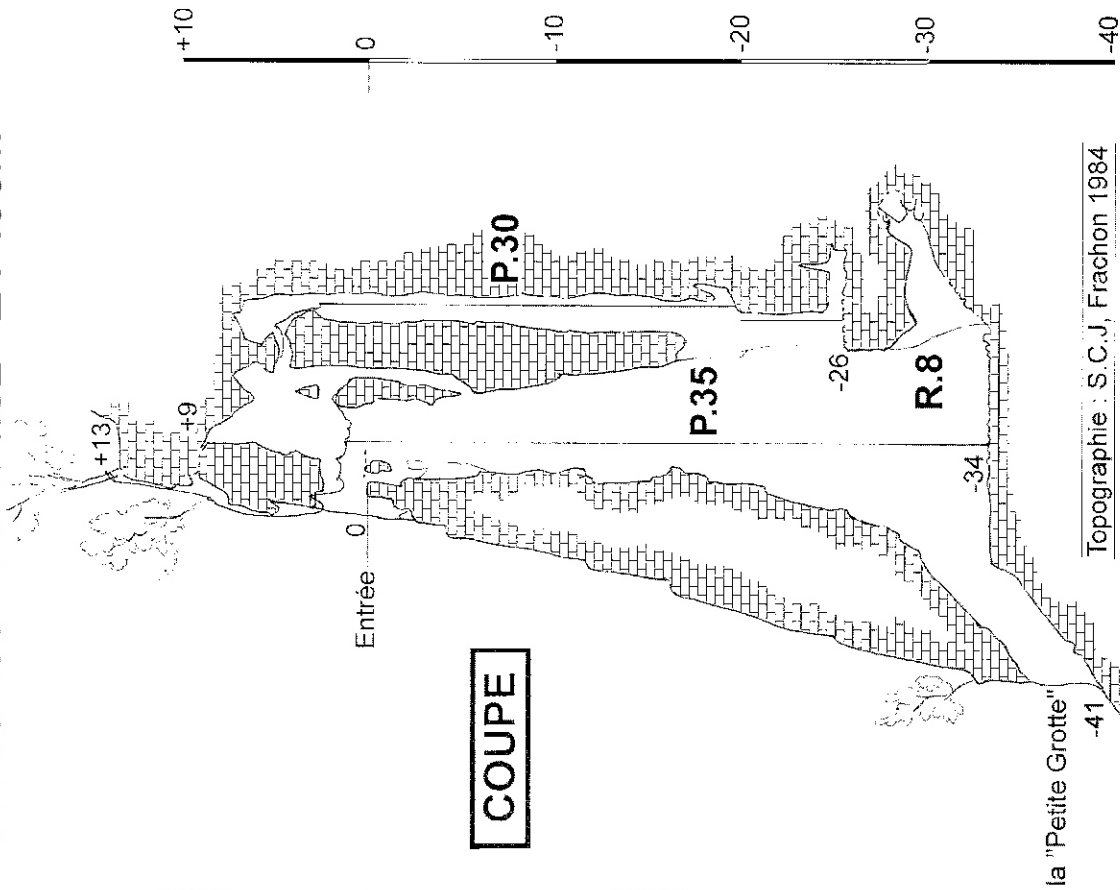 +10
0
-10
-20
-30
-40
+13
+9
P.30
0
Entrée
P.35
-26
R.8
-34
COUPE
la "Petite Grotte"
-41
Topographie : S.C.J, Frachon 1984